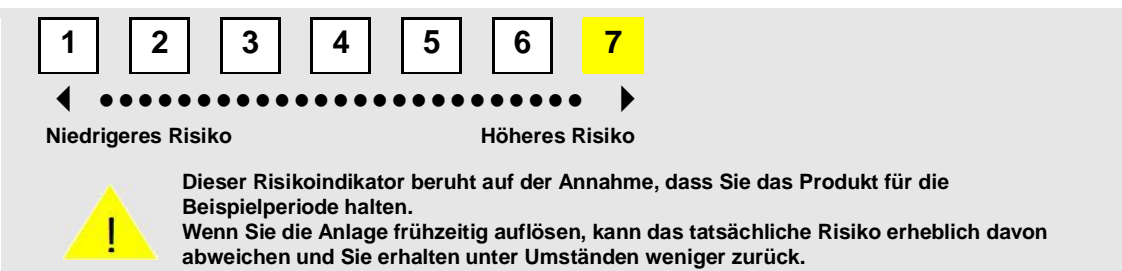 1 2 3 4 5 6 7
Niedrigeres Risiko Höheres Risiko
Dieser Risikoindikator beruht auf der Annahme, dass Sie das Produkt für die
Beispielperiode halten.
Wenn Sie die Anlage frühzeitig auflösen, kann das tatsächliche Risiko erheblich davon
abweichen und Sie erhalten unter Umständen weniger zurück.
!